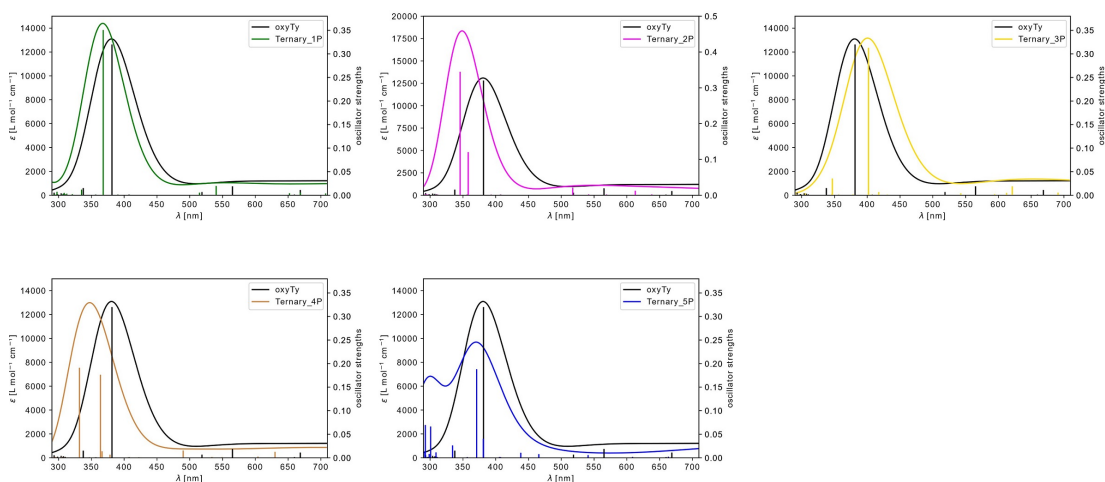 oxyTy
Ternary_1P
14000
12000
10000
8000
6000
4000
2000
0
ε [L mol⁻¹ cm⁻¹]
0.35
0.30
0.25
0.20
0.15
0.10
0.05
0.00
oscillator strengths
300 350 400 450 500 550 600 650 700
λ [nm]
oxyTy
Ternary_2P
20000
17500
15000
12500
10000
7500
5000
2500
0
ε [L mol⁻¹ cm⁻¹]
0.5
0.4
0.3
0.2
0.1
0.0
oscillator strengths
300 350 400 450 500 550 600 650 700
λ [nm]
oxyTy
Ternary_3P
14000
12000
10000
8000
6000
4000
2000
0
ε [L mol⁻¹ cm⁻¹]
0.35
0.30
0.25
0.20
0.15
0.10
0.05
0.00
oscillator strengths
300 350 400 450 500 550 600 650 700
λ [nm]
oxyTy
Ternary_4P
14000
12000
10000
8000
6000
4000
2000
0
ε [L mol⁻¹ cm⁻¹]
0.35
0.30
0.25
0.20
0.15
0.10
0.05
0.00
oscillator strengths
300 350 400 450 500 550 600 650 700
λ [nm]
oxyTy
Ternary_5P
14000
12000
10000
8000
6000
4000
2000
0
ε [L mol⁻¹ cm⁻¹]
0.35
0.30
0.25
0.20
0.15
0.10
0.05
0.00
oscillator strengths
300 350 400 450 500 550 600 650 700
λ [nm]